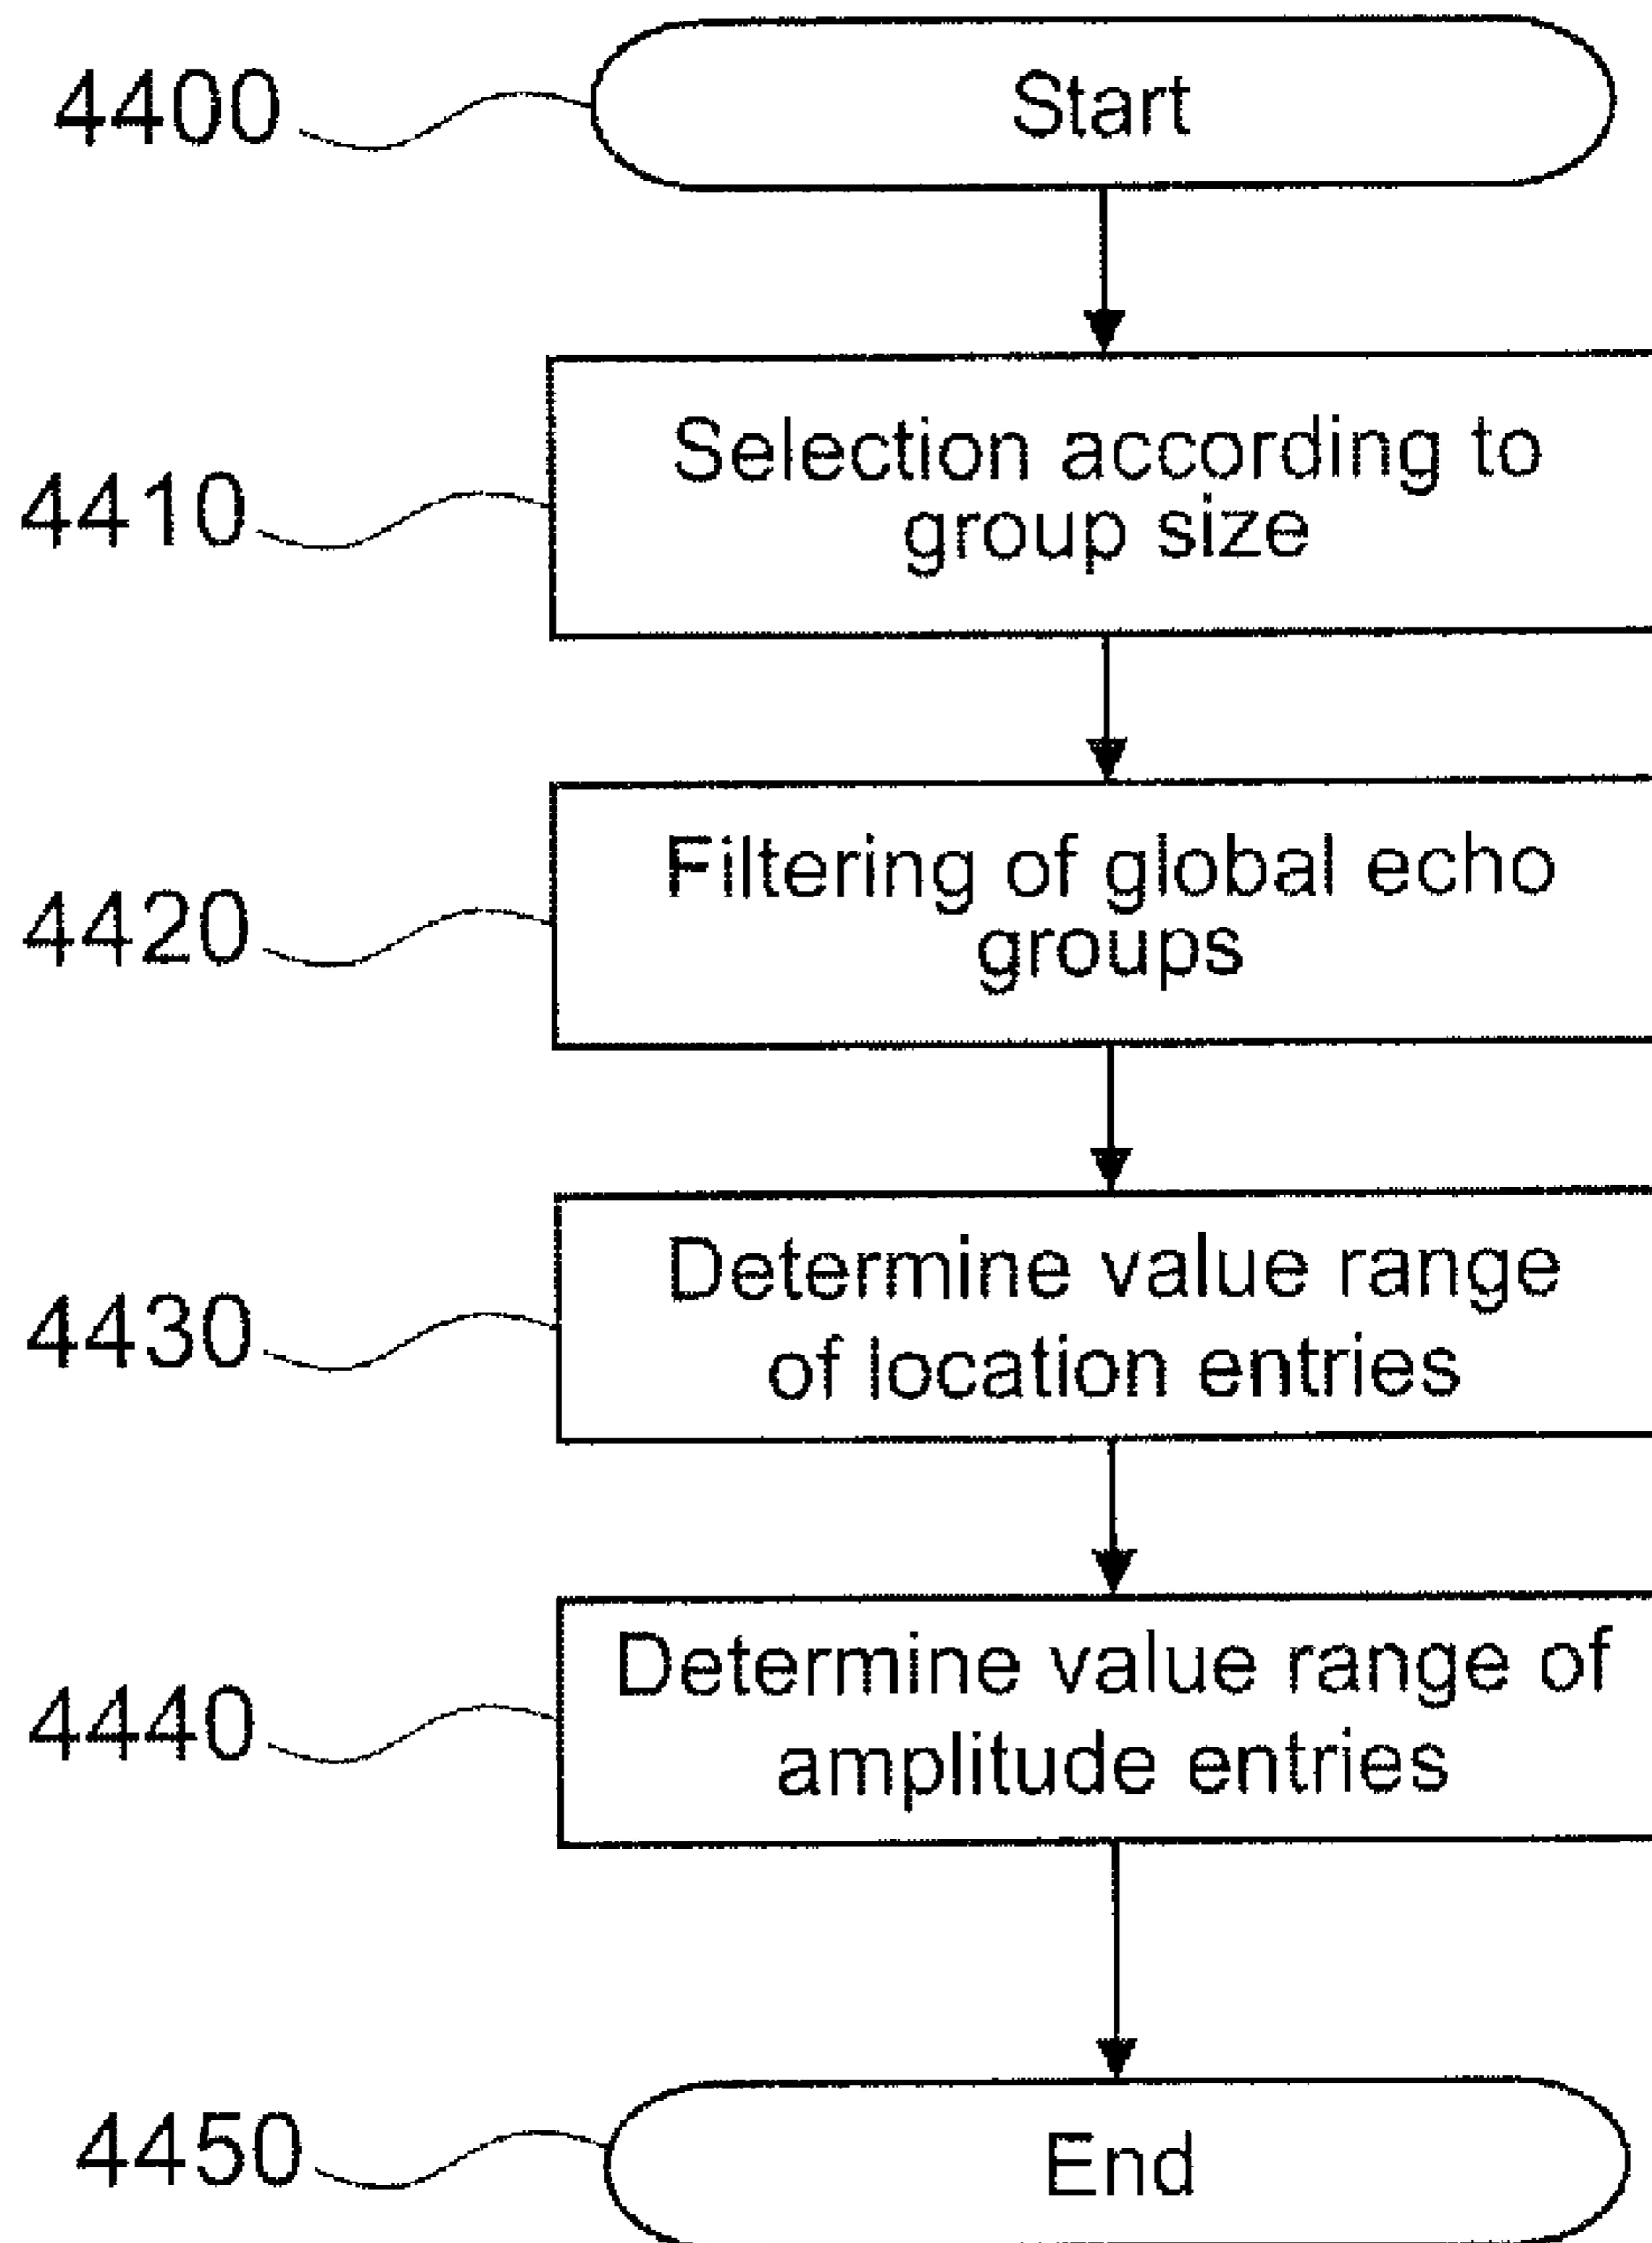 4400
Start
4410
Selection according to
group size
4420
Filtering of global echo
groups
4430
Determine value range
of location entries
4440
Determine value range of
amplitude entries
4450
End